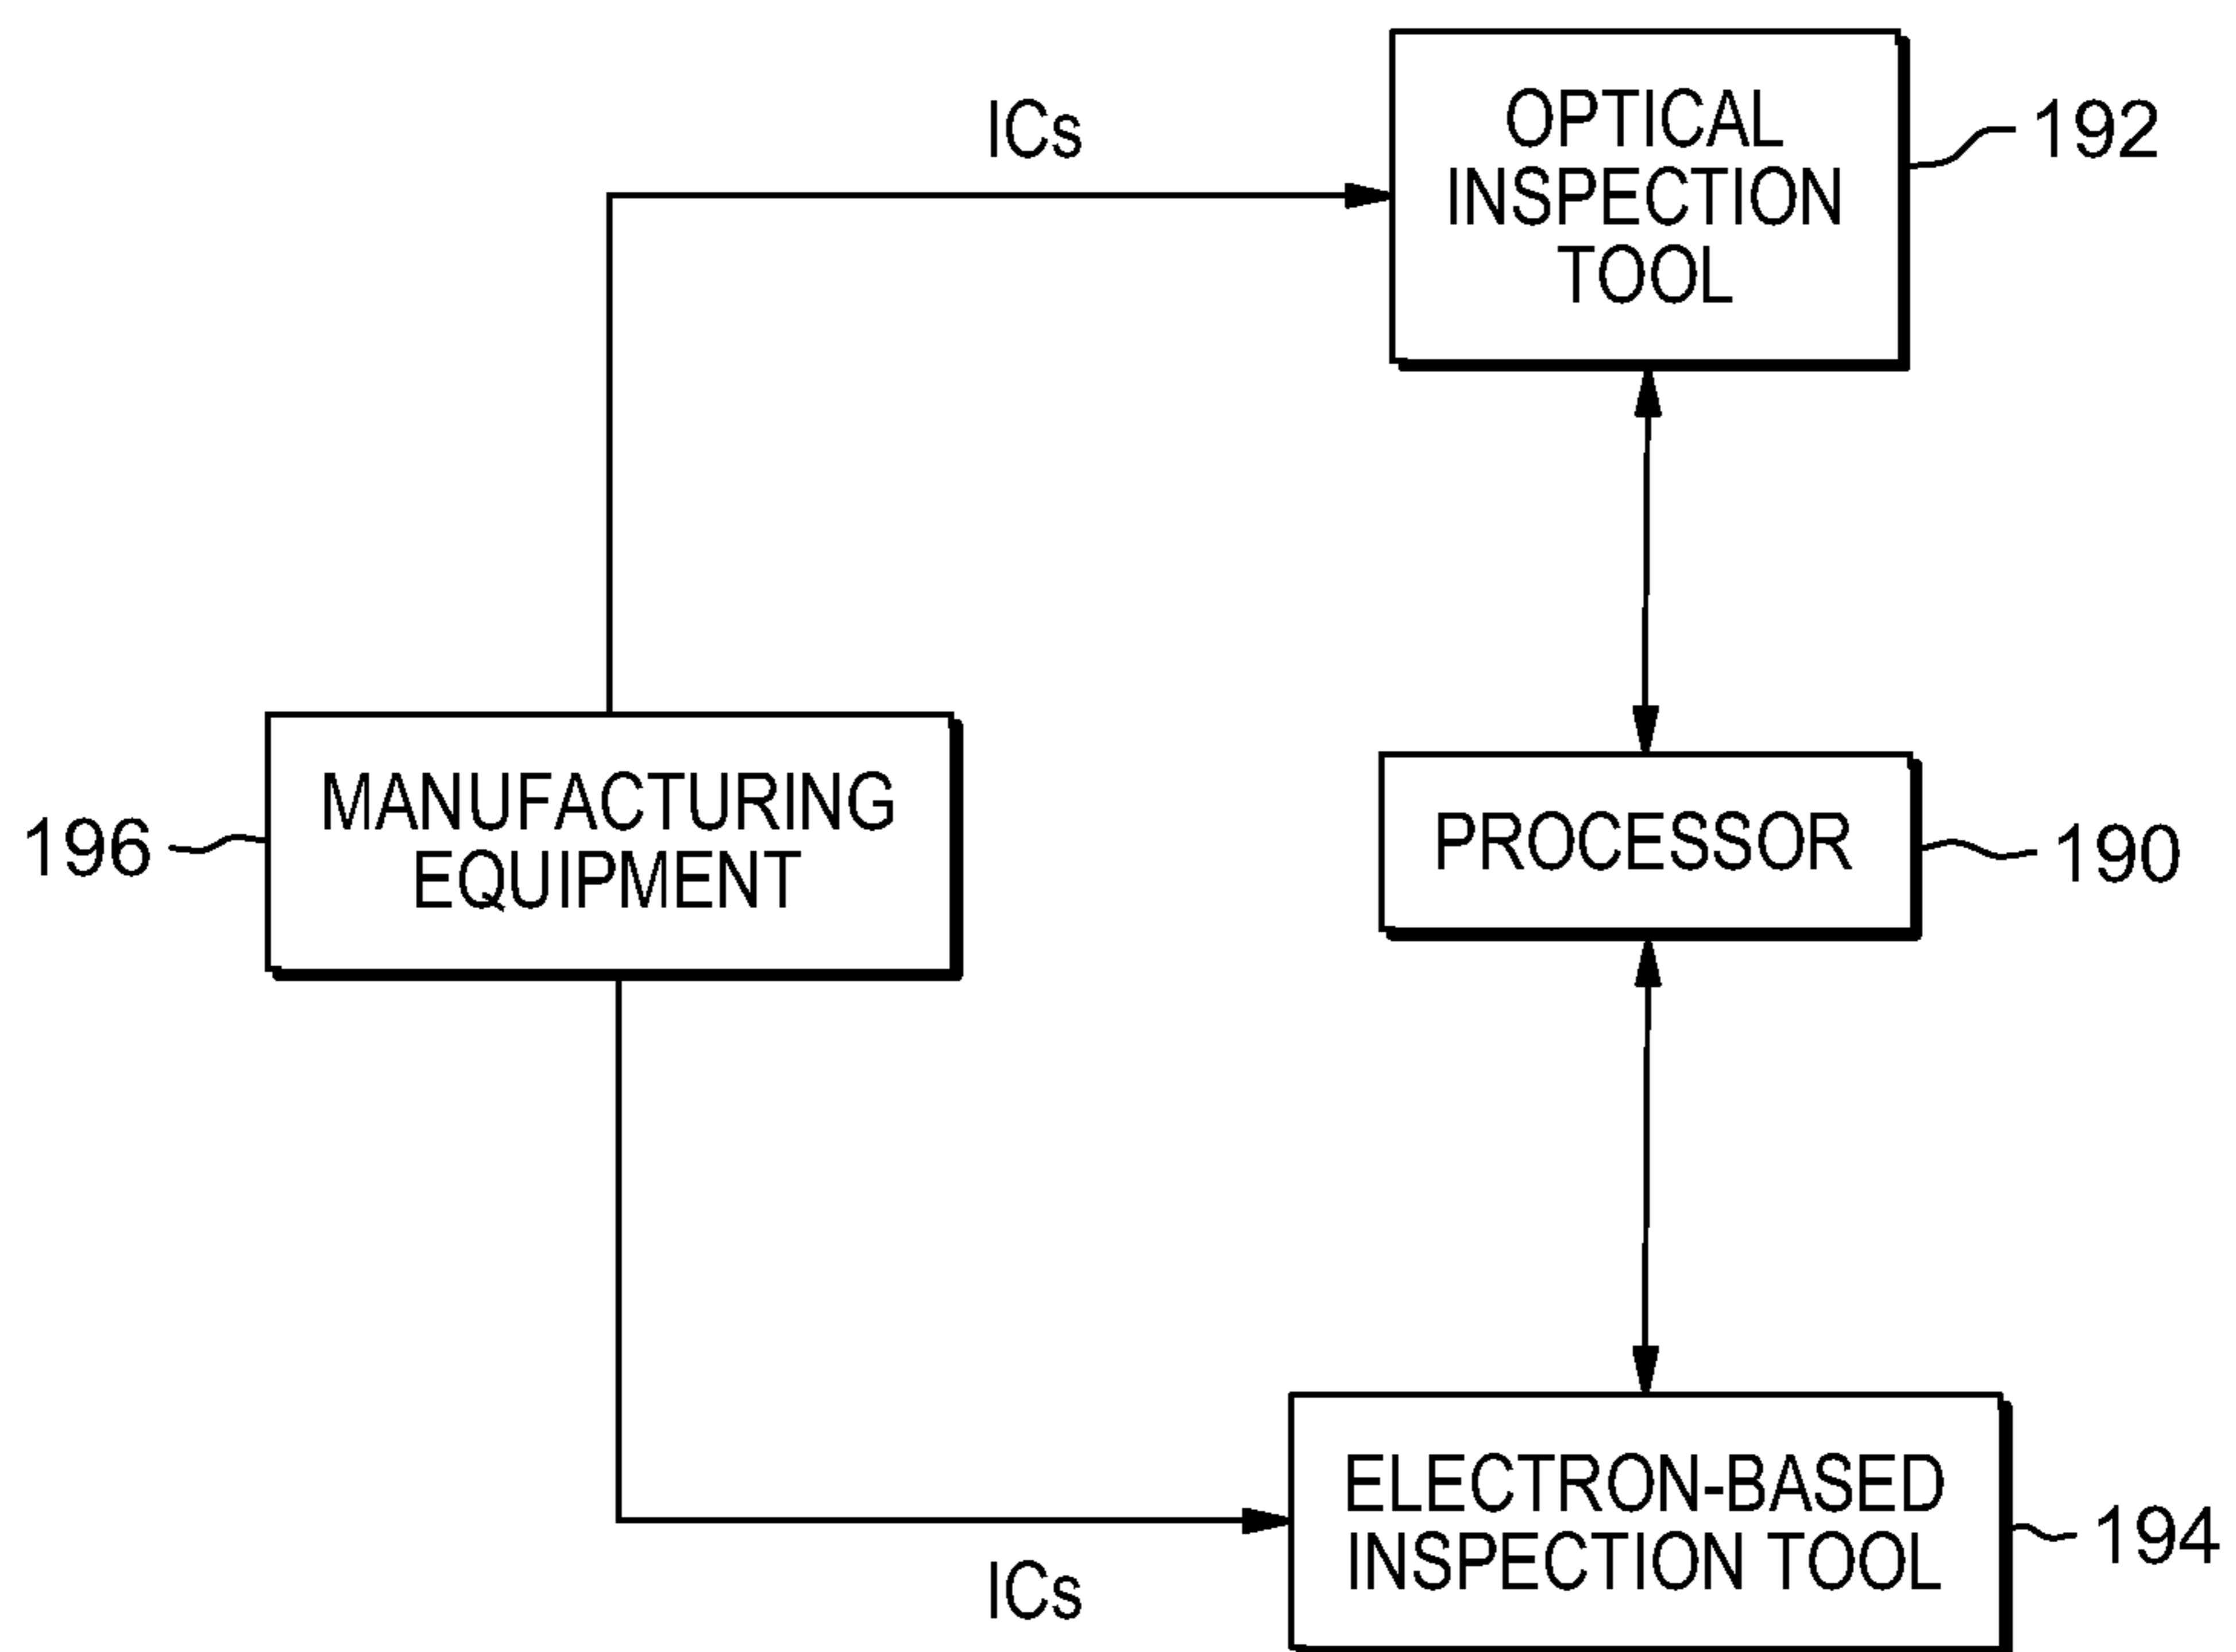 ICs
OPTICAL
INSPECTION
TOOL
192
MANUFACTURING
EQUIPMENT
196
PROCESSOR
190
ELECTRON-BASED
INSPECTION TOOL
194
ICs